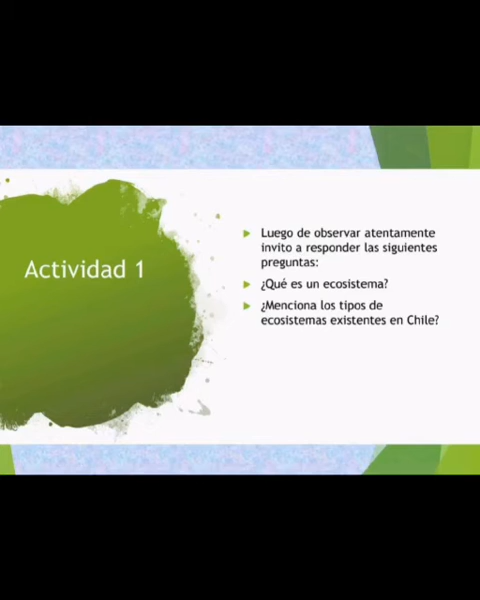 Actividad 1
Luego de observar atentamente
invito a responder las siguientes
preguntas:
¿Qué es un ecosistema?
¿Menciona los tipos de
ecosistemas existentes en Chile?